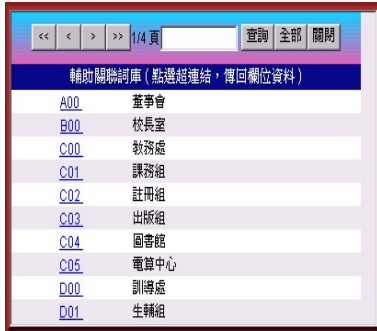 << < > >> 1/4 頁 查詢 全部 關閉
輔助關聯詞庫(點選超連結,傳回欄位資料)
A00 董事會
B00 校長室
C00 教務處
C01 課務組
C02 註冊組
C03 出版組
C04 圖書館
C05 電算中心
D00 訓導處
D01 生輔組